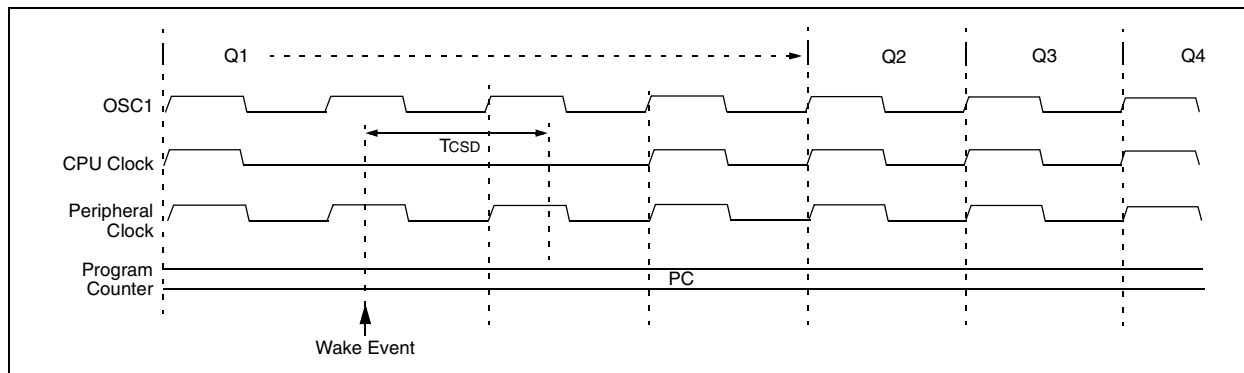 Q1 Q2 Q3 Q4
OSC1
TCSD
CPU Clock
Peripheral
Clock
Program
Counter
PC
Wake Event